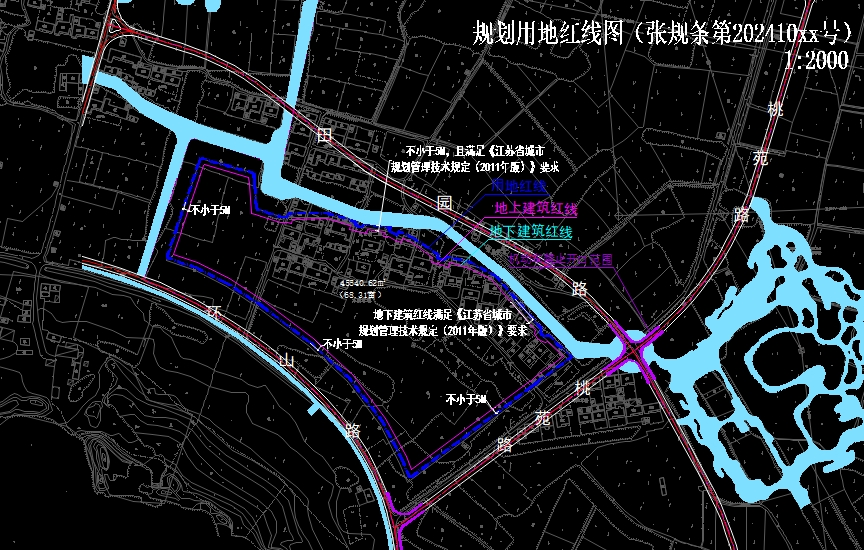 规划用地红线图（张规条第202410xx号）
1:2000
桃
苑
路
田
园
路
不小于5M，且满足《江苏省城市
规划管理技术规定（2011年版）》要求
用地红线
地上建筑红线
地下建筑红线
不小于5M
45540.62㎡
(68.31亩)
地下建筑红线满足《江苏省城市
规划管理技术规定（2011年版）》要求
不小于5M
不小于5M
环
山
路
桃
苑
路